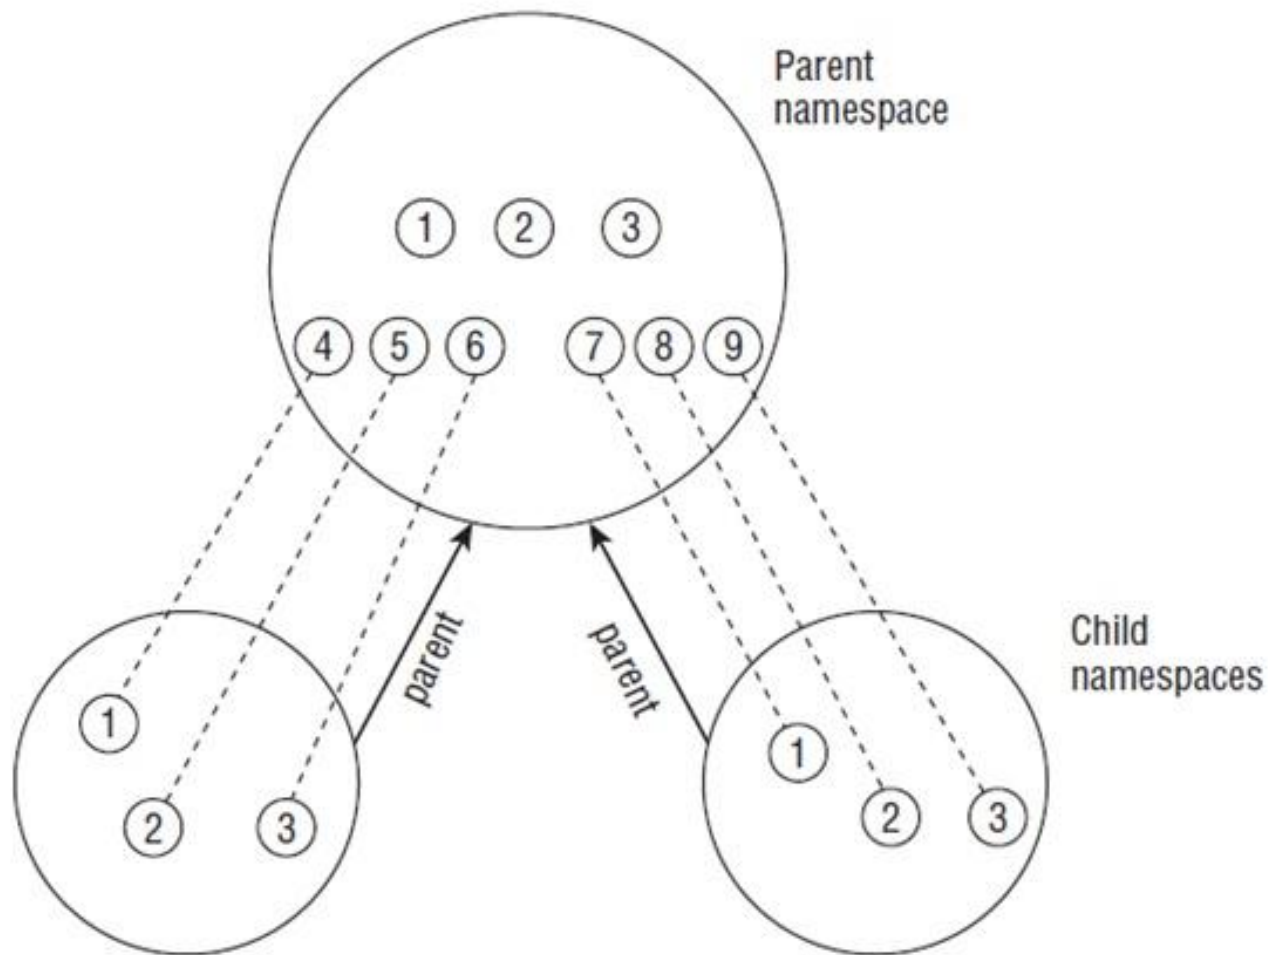 Parent
namespace
1 2 3
4 5 6 7 8 9
parent
parent
Child
namespaces
1
2 3
1
2 3